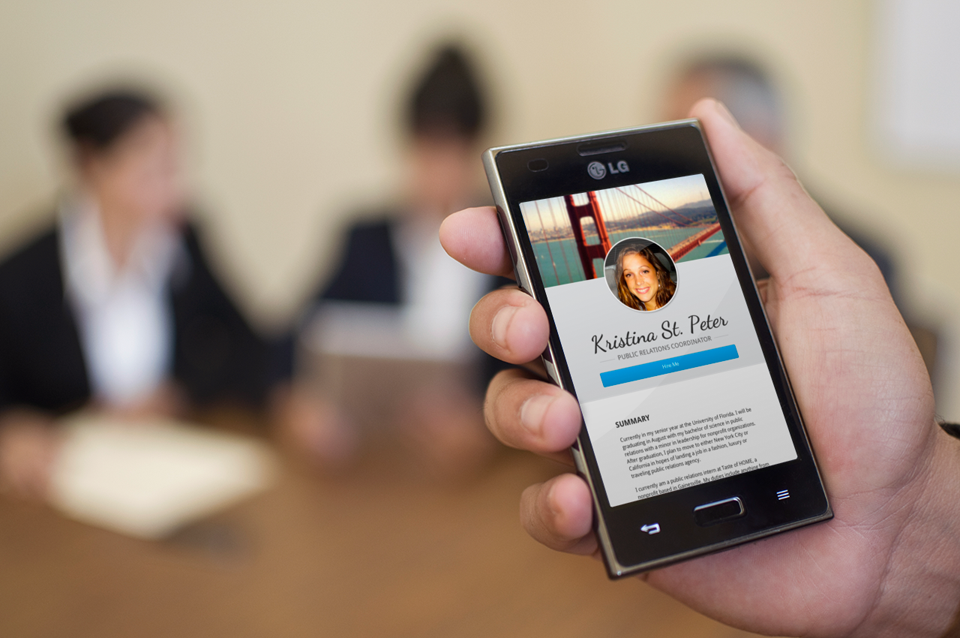 LG
Kristina St. Peter
PUBLIC RELATIONS COORDINATOR
Hire Me
SUMMARY
Currently in my senior year at the University of Florida. I will be
graduating in August with my bachelor of science in public
relations with a minor in leadership for nonprofit organizations.
After graduation, I plan to move to either New York City or
California in hopes of landing a job in a fashion, luxury or
traveling public relations agency.
I currently am a public relations intern at Taste of HOME, a
nonprofit based in Gainesville. My duties include anything from